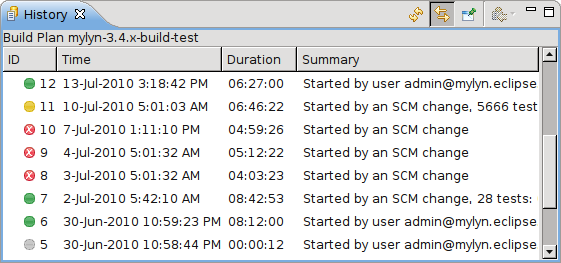 History
Build Plan mylyn-3.4.x-build-test
ID Time Duration Summary
12 13-Jul-2010 3:18:42 PM 06:27:00 Started by user admin@mylyn.eclipse
11 10-Jul-2010 5:01:03 AM 06:46:22 Started by an SCM change, 5666 test
10 7-Jul-2010 1:11:10 PM 04:59:26 Started by an SCM change
9 4-Jul-2010 5:01:32 AM 05:12:22 Started by an SCM change
8 3-Jul-2010 5:01:32 AM 04:03:23 Started by an SCM change
7 2-Jul-2010 5:42:10 AM 08:42:53 Started by an SCM change, 28 tests:
6 30-Jun-2010 10:59:23 PM 08:12:00 Started by user admin@mylyn.eclipse
5 30-Jun-2010 10:58:44 PM 00:00:12 Started by user admin@mylyn.eclipse